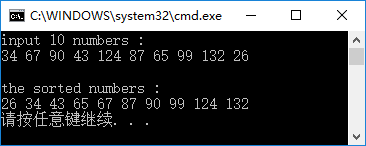 C:\WINDOWS\system32\cmd.exe
input 10 numbers :
34 67 90 43 124 87 65 99 132 26
the sorted numbers :
26 34 43 65 67 87 90 99 124 132
请按任意键继续. . .